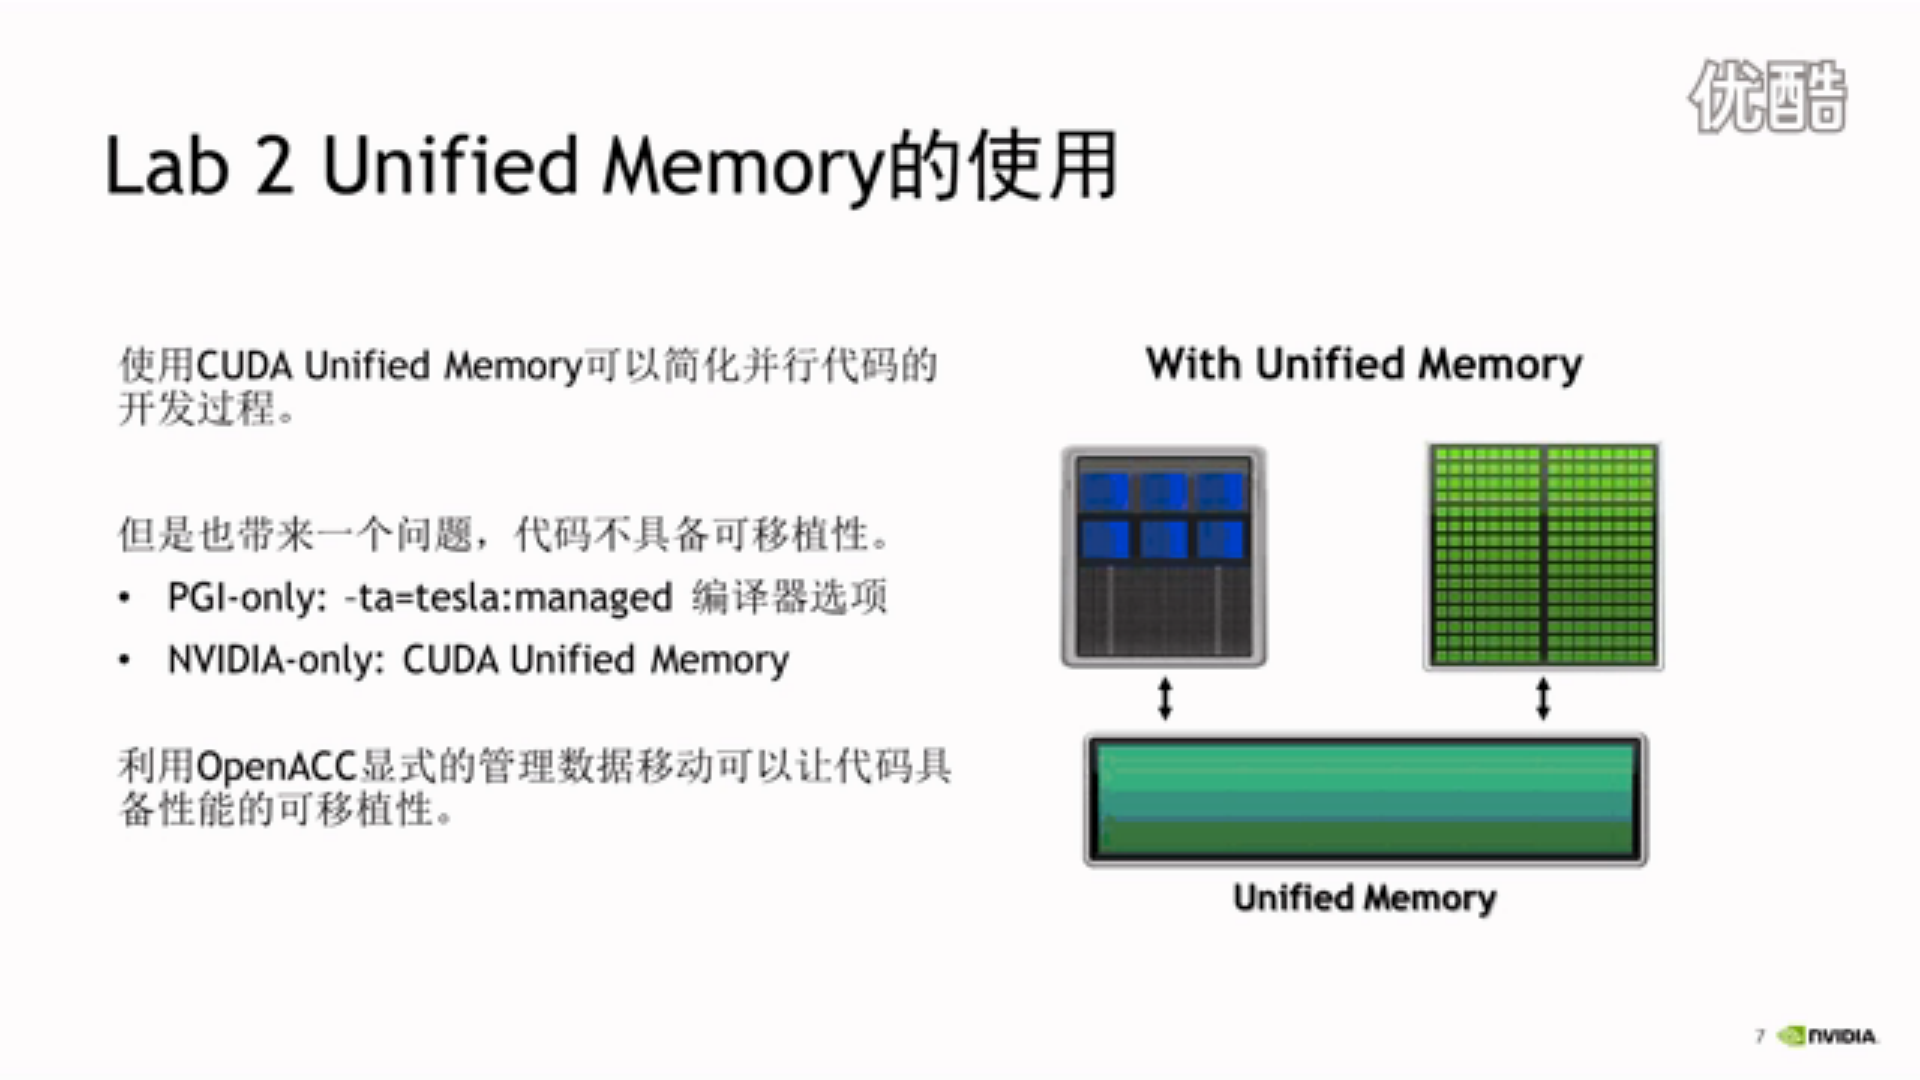 优酷
Lab 2 Unified Memory的使用
使用CUDA Unified Memory可以简化并行代码的
开发过程。
但是也带来一个问题，代码不具备可移植性。
• PGI-only: -ta=tesla:managed 编译器选项
• NVIDIA-only: CUDA Unified Memory
利用OpenACC显式的管理数据移动可以让代码具
备性能的可移植性。
With Unified Memory
Unified Memory
7 NVIDIA.